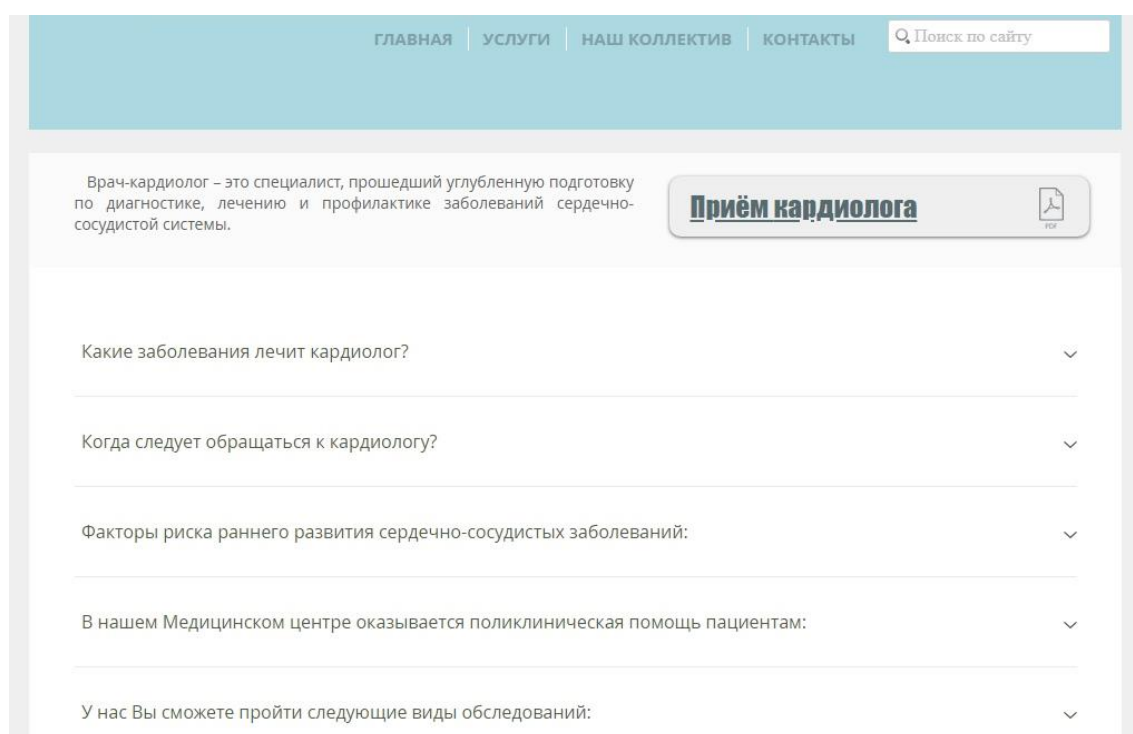 ГЛАВНАЯ УСЛУГИ НАШ КОЛЛЕКТИВ КОНТАКТЫ Поиск по сайту
Врач-кардиолог – это специалист, прошедший углубленную подготовку
по диагностике, лечению и профилактике заболеваний сердечно-
сосудистой системы.
Приём кардиолога
PDF
Какие заболевания лечит кардиолог?
Когда следует обращаться к кардиологу?
Факторы риска раннего развития сердечно-сосудистых заболеваний:
В нашем Медицинском центре оказывается поликлиническая помощь пациентам:
У нас Вы сможете пройти следующие виды обследований: